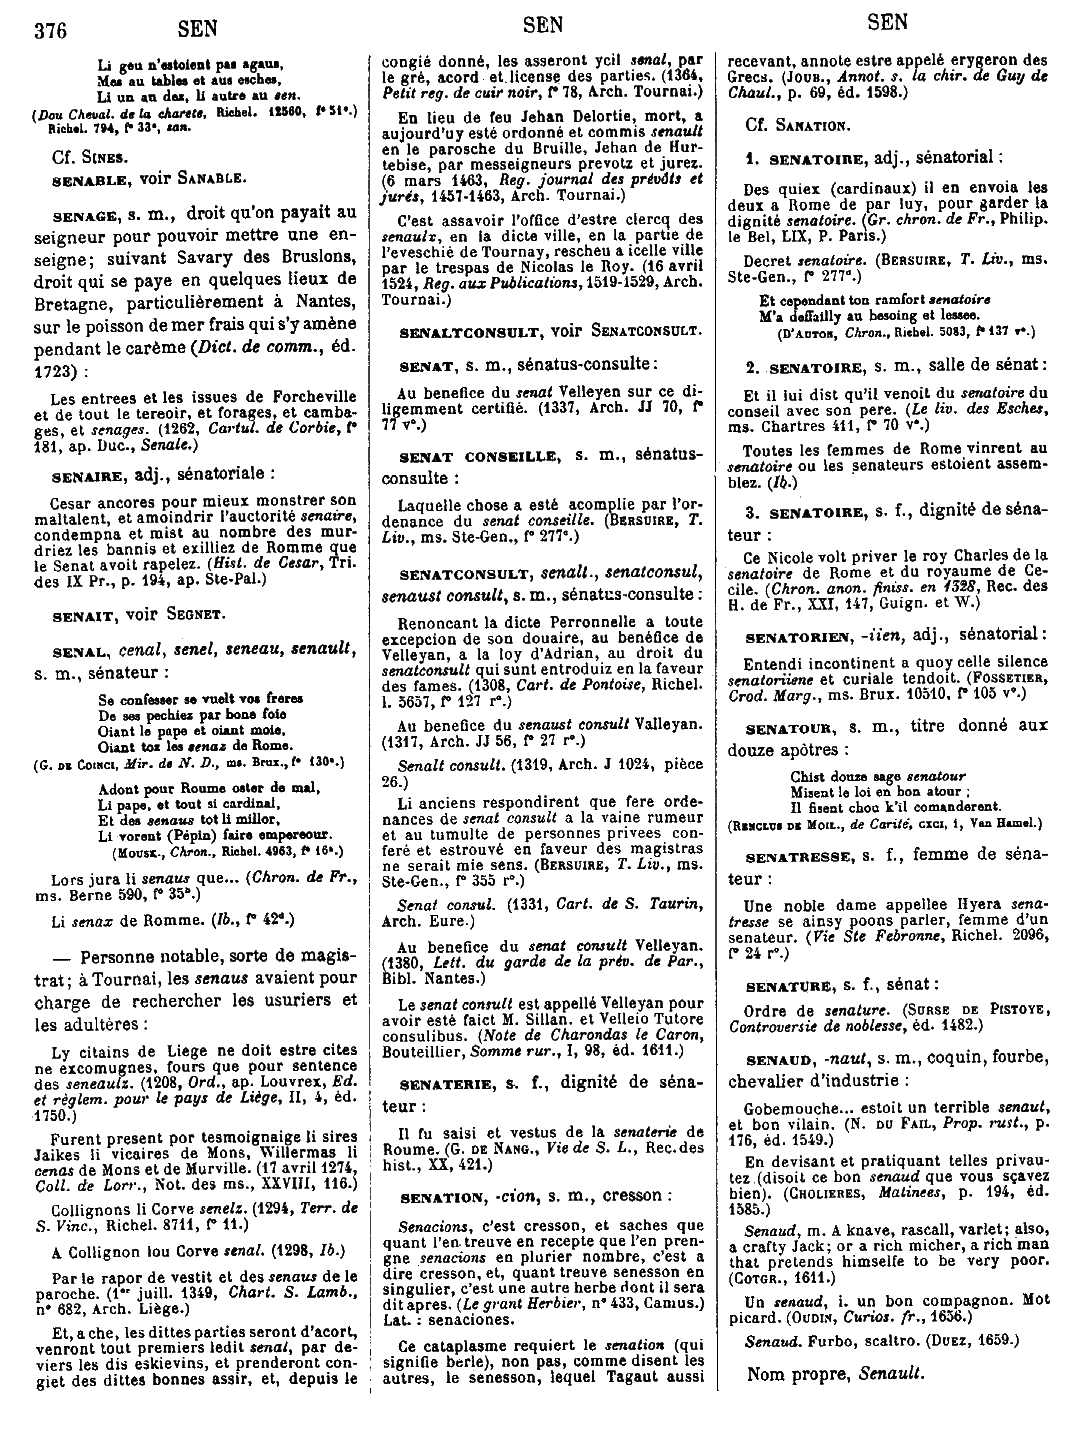 376 SEN SEN SEN
Li geu n'estoient pas agaus,
Mes au tables et aus esches,
Li un au dez, li autre au sen.
(Dou Cheval. de la charete, Richel. 12560, f° 51ª.)
Richel. 794, f° 33ª, san.
Cf. SINES.
SENABLE, voir SANABLE.
SENAGE, s. m., droit qu'on payait au
seigneur pour pouvoir mettre une en-
seigne; suivant Savary des Bruslons,
droit qui se paye en quelques lieux de
Bretagne, particulièrement à Nantes,
sur le poisson de mer frais qui s'y amène
pendant le carême (Dict. de comm., éd.
1723) :
Les entrees et les issues de Forcheville
et de tout le tereoir, et forages, et camba-
ges, et senages. (1262, Cartul. de Corbie, f°
181, ap. Duc., Senale.)
SENAIRE, adj., sénatoriale :
Cesar ancores pour mieux monstrer son
maltalent, et amoindrir l'auctorité senaire,
condempna et mist au nombre des mur-
driez les bannis et exilliez de Romme que
le Senat avoit rapelez. (Hist. de Cesar, Tri.
des IX Pr., p. 194, ap. Ste-Pal.)
SENAIT, voir SEGNET.
SENAL, cenal, senel, seneau, senault,
s. m., sénateur :
Se confesser se vuelt vos freres
De ses pechiez par bone foie
Oiant le pape et oiant moie,
Oiant toz les senaz de Rome.
(G. DE COINCI, Mir. de N. D., ms. Brux., f° 130ª.)
Adont pour Roume oster de mal,
Li pape, et tout si cardinal,
Et des senaus tot li millor,
Li vorent (Pépin) faire empereour.
(MOUSK., Chron., Richel. 4963, f° 16ª.)
Lors jura li senaus que... (Chron. de Fr.,
ms. Berne 590, f° 35ª.)
Li senax de Romme. (Ib., f° 42ᵈ.)
— Personne notable, sorte de magis-
trat; à Tournai, les senaus avaient pour
charge de rechercher les usuriers et
les adultères :
Ly citains de Liege ne doit estre cites
ne excomugnes, fours que pour sentence
des seneaulz. (1208, Ord., ap. Louvrex, Ed.
et règlem. pour le pays de Liége, II, 4, éd.
1750.)
Furent present por tesmoignaige li sires
Jaikes li vicaires de Mons, Willermas li
cenas de Mons et de Murville. (17 avril 1274,
Coll. de Lorr., Not. des ms., XXVIII, 116.)
Collignons li Corve senelz. (1294, Terr. de
S. Vinc., Richel. 8711, f° 11.)
A Collignon lou Corve senal. (1298, Ib.)
Par le rapor de vestit et des senaus de le
paroche. (1er juill. 1349, Chart. S. Lamb.,
n° 682, Arch. Liège.)
Et, a che, les dittes parties seront d'acort,
venront tout premiers ledit senal, par de-
viers les dis eskievins, et prenderont con-
giet des dittes bonnes assir, et, depuis le
congié donné, les asseront ycil senal, par
le gré, acord et license des parties. (1364,
Petit reg. de cuir noir, f° 78, Arch. Tournai.)
En lieu de feu Jehan Delortie, mort, a
aujourd'uy esté ordonné et commis senault
en le parosche du Bruille, Jehan de Hur-
tebise, par messeigneurs prevotz et jurez.
(6 mars 1463, Reg. journal des prévôts et
jurés, 1457-1463, Arch. Tournai.)
C'est assavoir l'office d'estre clercq des
senaulx, en la dicte ville, en la partie de
l'eveschié de Tournay, rescheu a icelle ville
par le trespas de Nicolas le Roy. (16 avril
1524, Reg. aux Publications, 1519-1529, Arch.
Tournai.)
SENALTCONSULT, voir SENATCONSULT.
SENAT, s. m., sénatus-consulte :
Au benefice du senat Velleyen sur ce di-
ligemment certifié. (1337, Arch. JJ 70, f°
77 v°.)
SENAT CONSEILLE, s. m., sénatus-
consulte :
Laquelle chose a esté acomplie par l'or-
denance du senat conseille. (BERSUIRE, T.
Liv., ms. Ste-Gen., f° 277ª.)
SENATCONSULT, senalt., senatconsul,
senaust consult, s. m., sénatus-consulte :
Renoncant la dicte Perronnelle a toute
excepcion de son douaire, au benéfice de
Velleyan, a la loy d'Adrian, au droit du
senatconsult qui sunt entroduiz en la faveur
des fames. (1308, Cart. de Pontoise, Richel.
l. 5657, f° 127 r°.)
Au benefice du senaust consult Valleyan.
(1317, Arch. JJ 56, f° 27 r°.)
Senalt consult. (1319, Arch. J 1024, pièce
26.)
Li anciens respondirent que fere orde-
nances de senat consult a la vaine rumeur
et au tumulte de personnes privees con-
feré et estrouvé en faveur des magistras
ne serait mie sens. (BERSUIRE, T. Liv., ms.
Ste-Gen., f° 355 r°.)
Senat consul. (1331, Cart. de S. Taurin,
Arch. Eure.)
Au benefice du senat consult Velleyan.
(1380, Lett. du garde de la prév. de Par.,
Bibl. Nantes.)
Le senat consult est appellé Velleyan pour
avoir esté faict M. Sillan. et Velleio Tutore
consulibus. (Note de Charondas le Caron,
Bouteillier, Somme rur., I, 98, éd. 1611.)
SENATERIE, s. f., dignité de séna-
teur :
Il fu saisi et vestus de la senaterie de
Roume. (G. DE NANG., Vie de S. L., Rec. des
hist., XX, 421.)
SENATION, -cion, s. m., cresson :
Senacions, c'est cresson, et saches que
quant l'en treuve en recepte que l'en pren-
gne senacions en plurier nombre, c'est a
dire cresson, et, quant treuve senesson en
singulier, c'est une autre herbe dont il sera
dit apres. (Le grant Herbier, n° 433, Camus.)
Lat. : senaciones.
Ce cataplasme requiert le senation (qui
signifie berle), non pas, comme disent les
autres, le senesson, lequel Tagaut aussi
recevant, annote estre appelé erygeron des
Grecs. (JOUB., Annot. s. la chir. de Guy de
Chaul., p. 69, éd. 1598.)
Cf. SANATION.
1. SENATOIRE, adj., sénatorial :
Des quiex (cardinaux) il en envoia les
deux a Rome de par luy, pour garder la
dignité senatoire. (Gr. chron. de Fr., Philip.
le Bel, LIX, P. Paris.)
Decret senatoire. (BERSUIRE, T. Liv., ms.
Ste-Gen., f° 277ª.)
Et cependant ton ramfort senatoire
M'a deffailly au besoing et lessee.
(D'AUTON, Chron., Richel. 5083, f° 137 r°.)
2. SENATOIRE, s. m., salle de sénat :
Et il lui dist qu'il venoit du senatoire du
conseil avec son pere. (Le liv. des Esches,
ms. Chartres 411, f° 70 v°.)
Toutes les femmes de Rome vinrent au
senatoire ou les senateurs estoient assem-
blez. (Ib.)
3. SENATOIRE, s. f., dignité de séna-
teur :
Ce Nicole volt priver le roy Charles de la
senatoire de Rome et du royaume de Ce-
cile. (Chron. anon. finiss. en 1328, Rec. des
H. de Fr., XXI, 147, Guign. et W.)
SENATORIEN, -iien, adj., sénatorial :
Entendi incontinent a quoy celle silence
senatoriiene et curiale tendoit. (FOSSETIER,
Crod. Marg., ms. Brux. 10510, f° 105 v°.)
SENATOUR, s. m., titre donné aux
douze apôtres :
Chist douze sage senatour
Misent le loi en bon atour ;
Il fisent chou k'il comanderent.
(RENCLUS DE MOIL., de Carité, CXCI, 1, Van Hamel.)
SENATRESSE, s. f., femme de séna-
teur :
Une noble dame appellee Hyera sena-
tresse se ainsy poons parler, femme d'un
senateur. (Vie Ste Febronne, Richel. 2096,
f° 24 r°.)
SENATURE, s. f., sénat :
Ordre de senature. (SURSE DE PISTOYE,
Controversie de noblesse, éd. 1482.)
SENAUD, -naut, s. m., coquin, fourbe,
chevalier d'industrie :
Gobemouche... estoit un terrible senaut,
et bon vilain. (N. DU FAIL, Prop. rust., p.
176, éd. 1549.)
En devisant et pratiquant telles privau-
tez (disoit ce bon senaud que vous sçavez
bien). (CHOLIERES, Matinees, p. 194, éd.
1585.)
Senaud, m. A knave, rascall, varlet; also,
a crafty Jack; or a rich micher, a rich man
that pretends himselfe to be very poor.
(COTGR., 1611.)
Un senaud, i. un bon compagnon. Mot
picard. (OUDIN, Curios. fr., 1656.)
Senaud. Furbo, scaltro. (DUEZ, 1659.)
Nom propre, Senault.